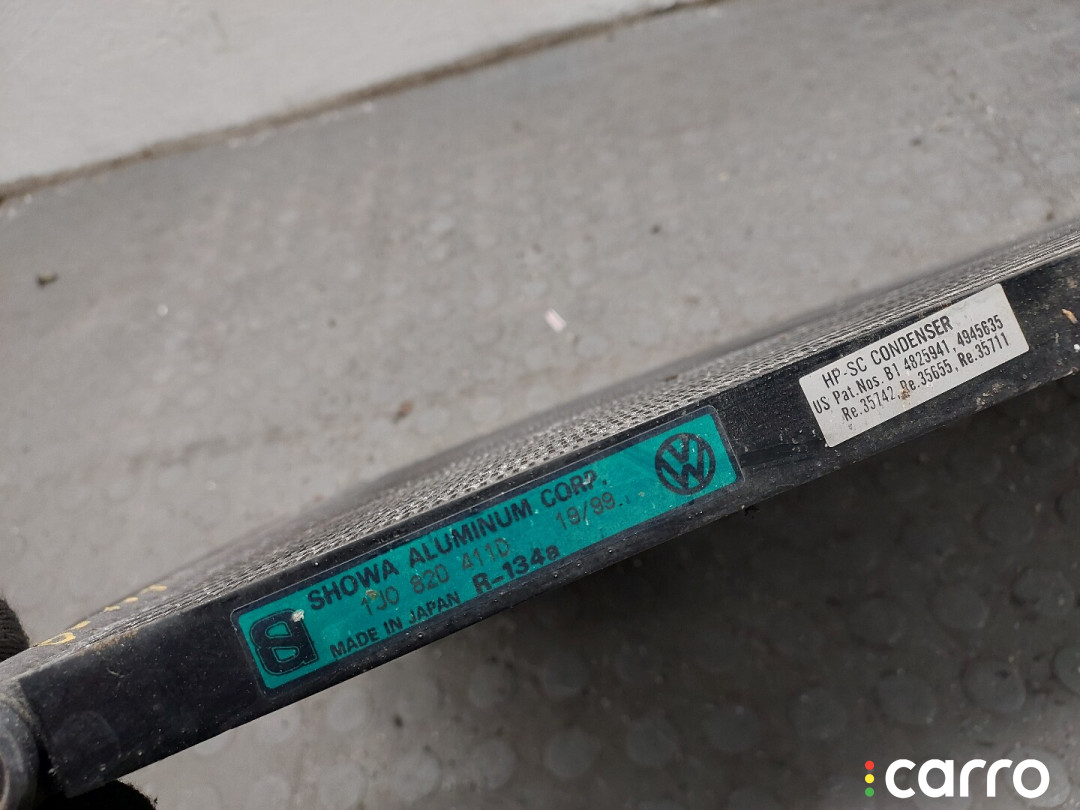 HP-SC CONDENSER
US Pat.Nos. B1 4825941, 4945635
Re.35742, Re.35655, Re.35711
SHOWA ALUMINUM CORP.
1J0 820 411D 19/99.
MADE IN JAPAN R-134a
carro